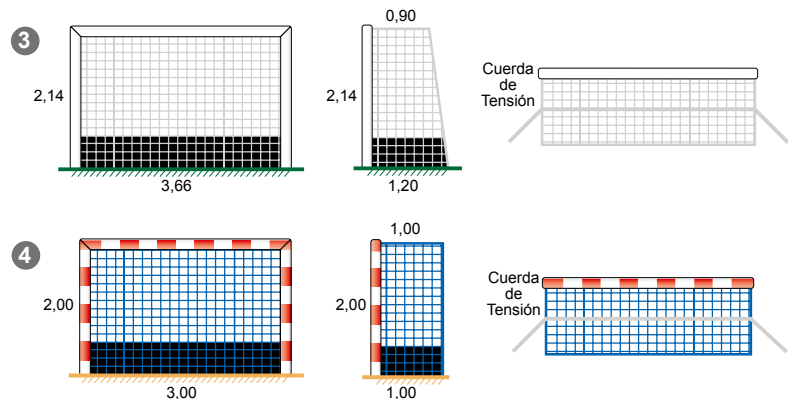 3
2,14
3,66
0,90
2,14
1,20
Cuerda
de
Tensión
4
2,00
3,00
1,00
2,00
1,00
Cuerda
de
Tensión